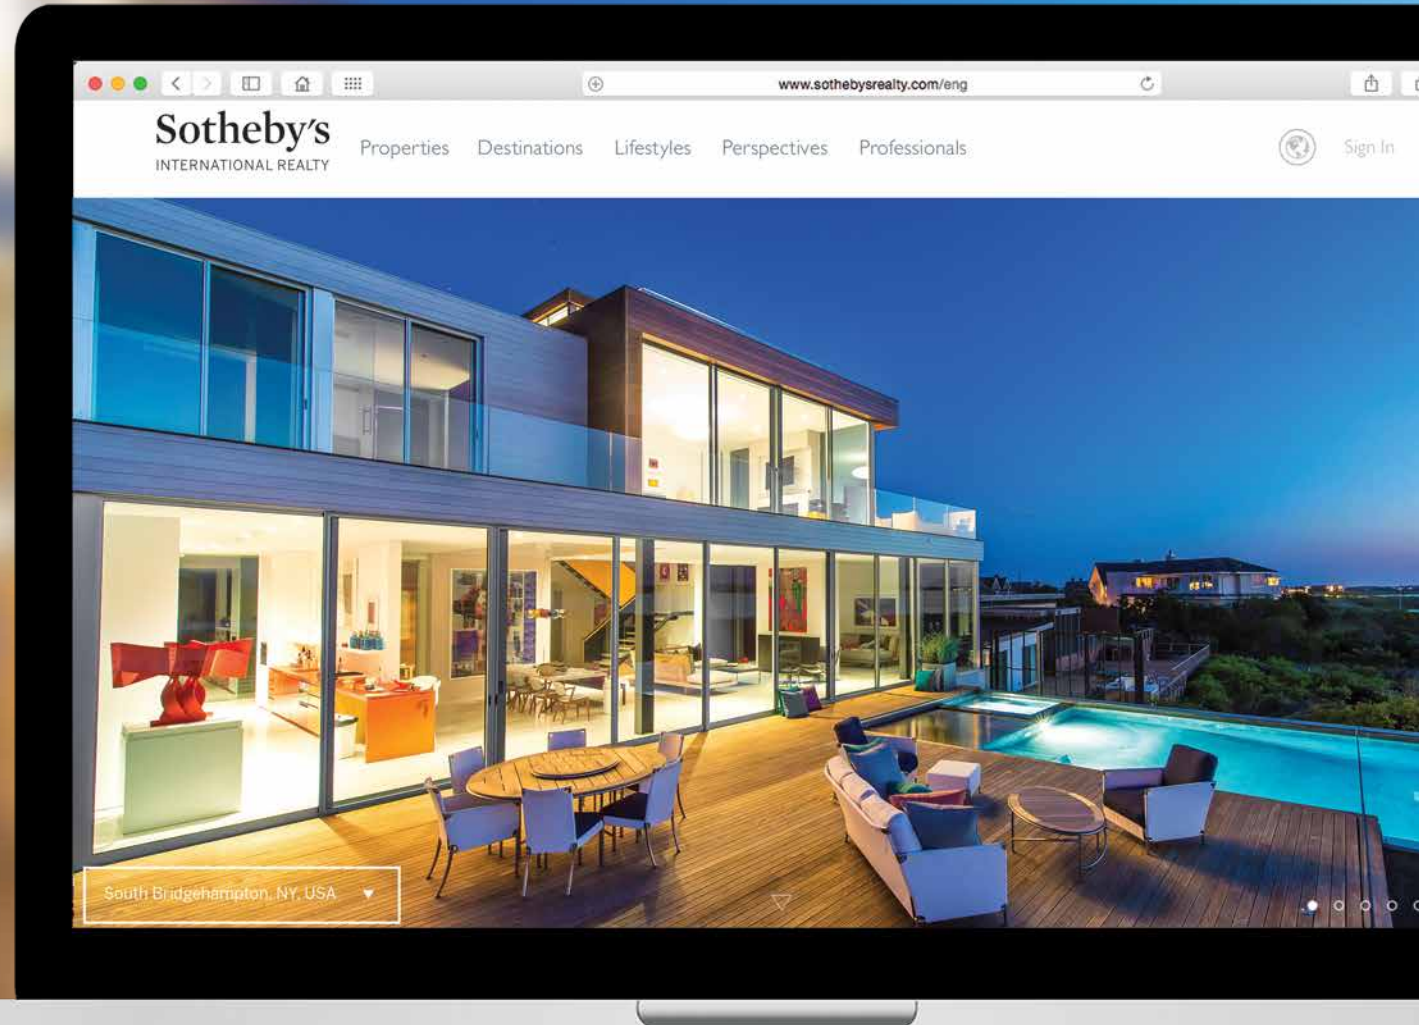 www.sothebysrealty.com/eng
Sotheby's
INTERNATIONAL REALTY
Properties Destinations Lifestyles Perspectives Professionals
Sign In
South Bridgehampton, NY, USA